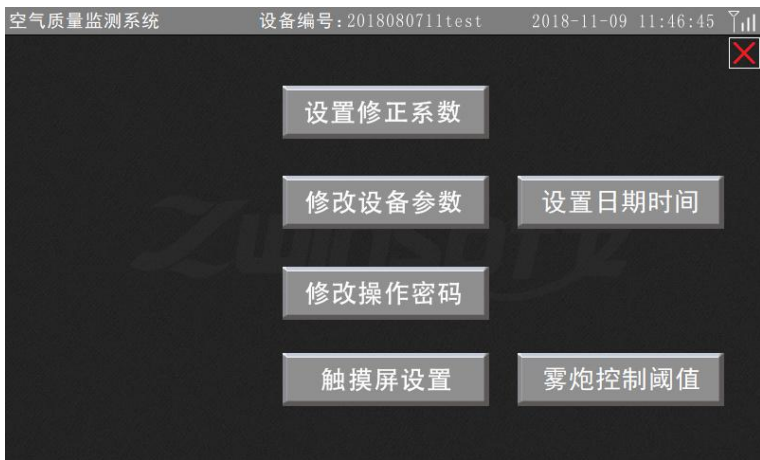 空气质量监测系统 设备编号:2018080711test 2018-11-09 11:46:45
设置修正系数
修改设备参数 设置日期时间
修改操作密码
触摸屏设置 雾炮控制阈值